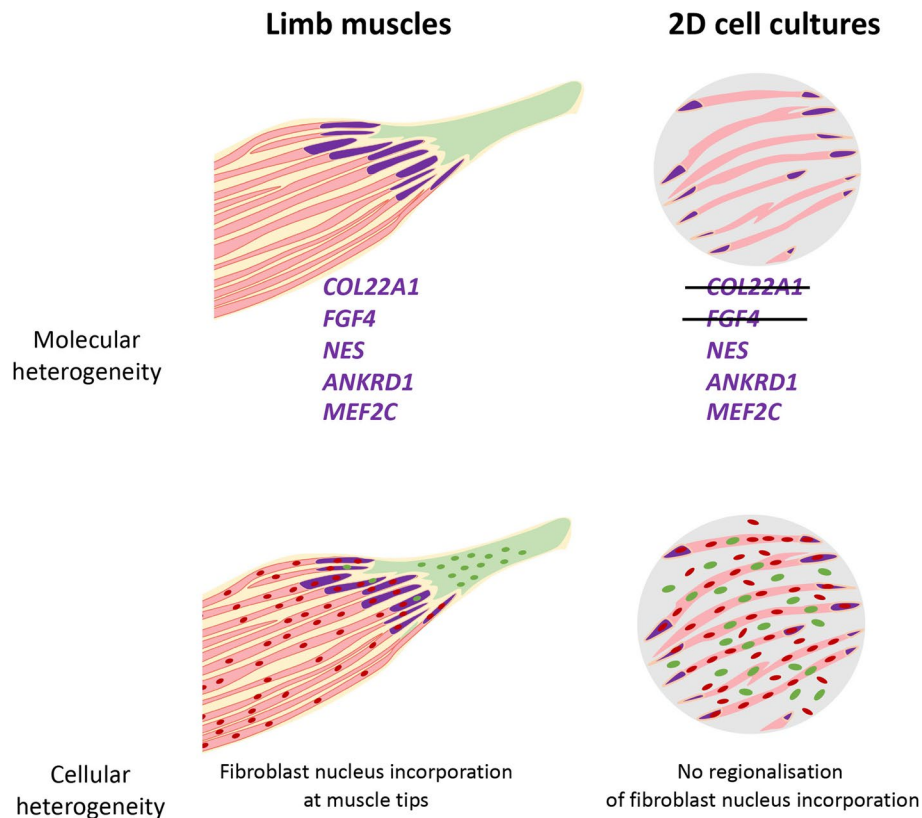 Limb muscles
2D cell cultures
Molecular
heterogeneity
COL22A1
FGF4
NES
ANKRD1
MEF2C
COL22A1
FGF4
NES
ANKRD1
MEF2C
Cellular
heterogeneity
Fibroblast nucleus incorporation
at muscle tips
No regionalisation
of fibroblast nucleus incorporation